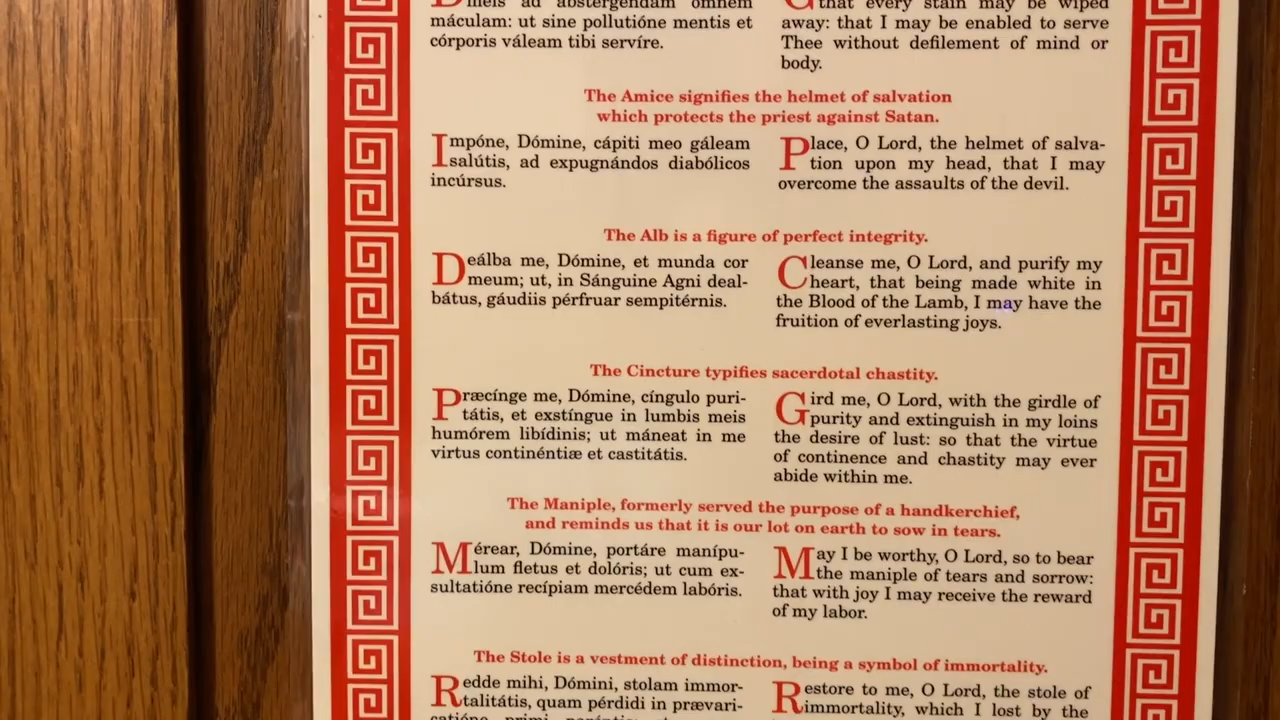 meis ad abstergéndam omnem
máculam: ut sine pollutióne mentis et
córporis váleam tibi servíre.
that every stain may be wiped
away: that I may be enabled to serve
Thee without defilement of mind or
body.
The Amice signifies the helmet of salvation
which protects the priest against Satan.
Impóne, Dómine, cápiti meo gáleam
salútis, ad expugnándos diabólicos
incúrsus.
Place, O Lord, the helmet of salva-
tion upon my head, that I may
overcome the assaults of the devil.
The Alb is a figure of perfect integrity.
Deálba me, Dómine, et munda cor
meum; ut, in Sánguine Agni deal-
bátus, gáudiis pérfruar sempitérnis.
Cleanse me, O Lord, and purify my
heart, that being made white in
the Blood of the Lamb, I may have the
fruition of everlasting joys.
The Cincture typifies sacerdotal chastity.
Præcínge me, Dómine, cíngulo puri-
tátis, et exstíngue in lumbis meis
humórem libídinis; ut máneat in me
virtus continéntiæ et castitátis.
Gird me, O Lord, with the girdle of
purity and extinguish in my loins
the desire of lust: so that the virtue
of continence and chastity may ever
abide within me.
The Maniple, formerly served the purpose of a handkerchief,
and reminds us that it is our lot on earth to sow in tears.
Mérear, Dómine, portáre manípu-
lum fletus et dolóris; ut cum ex-
sultatióne recípiam mercédem labóris.
May I be worthy, O Lord, so to bear
the maniple of tears and sorrow:
that with joy I may receive the reward
of my labor.
The Stole is a vestment of distinction, being a symbol of immortality.
Redde mihi, Dómini, stolam immor-
talitátis, quam pérdidi in prævari-
Restore to me, O Lord, the stole of
immortality, which I lost by the